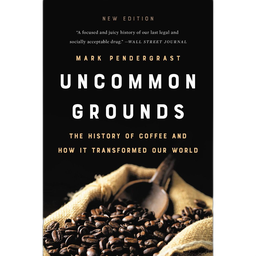 NEW EDITION
"A focused and juicy history of our last legal and
socially acceptable drug." —WALL STREET JOURNAL
MARK PENDERGRAST
UNCOMMON
GROUNDS
THE HISTORY OF COFFEE AND
HOW IT TRANSFORMED OUR WORLD